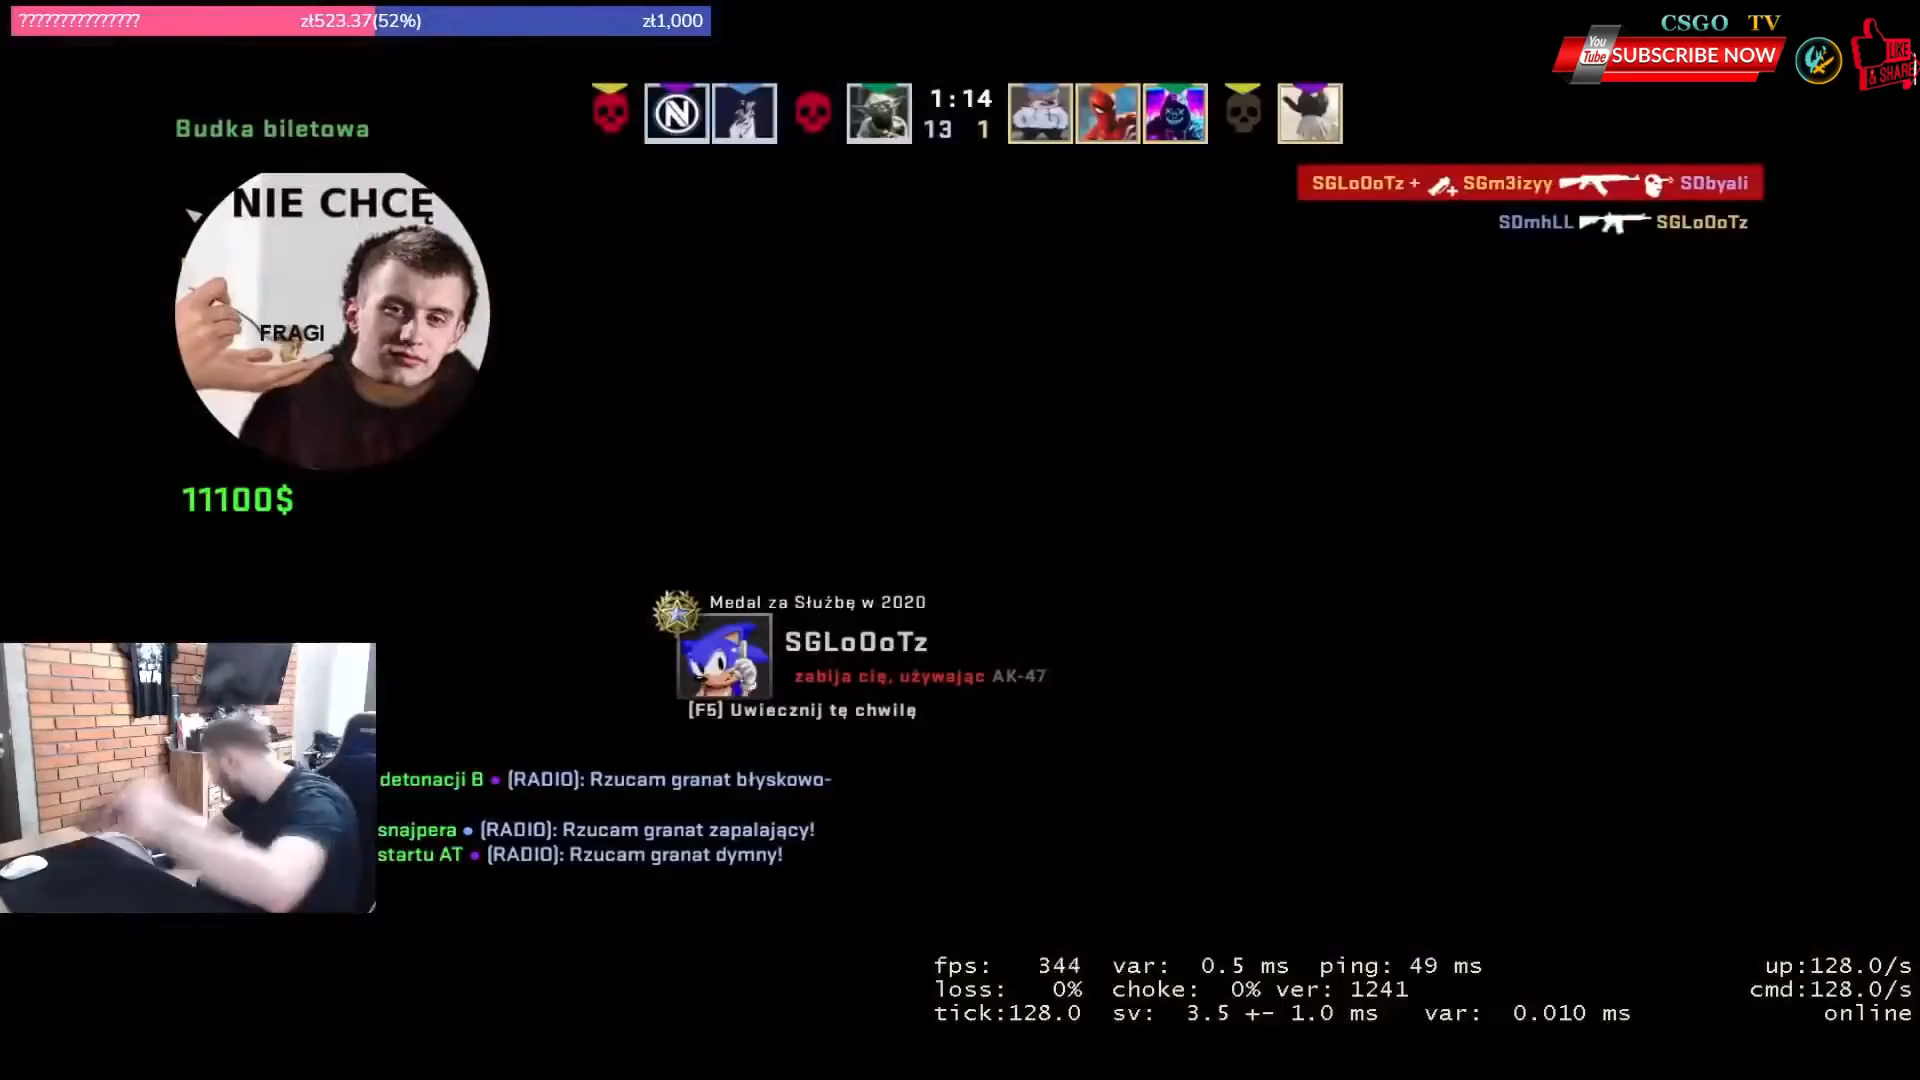 ??????????????? zł523.37(52%) zł1,000
CSGO TV
You Tube SUBSCRIBE NOW
LIKE & SHARE
1:14
13 1
Budka biletowa
NIE CHCĘ
FRAGI
11100$
SGLoOoTz + SGm3izyy SDbyali
SDmhLL SGLoOoTz
Medal za Służbę w 2020
SGLoOoTz
zabija cię, używając AK-47
[F5] Uwiecznij tę chwilę
detonacji B • (RADIO): Rzucam granat błyskowo-
snajpera • (RADIO): Rzucam granat zapalający!
startu AT • (RADIO): Rzucam granat dymny!
fps: 344 var: 0.5 ms ping: 49 ms up:128.0/s
loss: 0% choke: 0% ver: 1241 cmd:128.0/s
tick:128.0 sv: 3.5 +- 1.0 ms var: 0.010 ms online